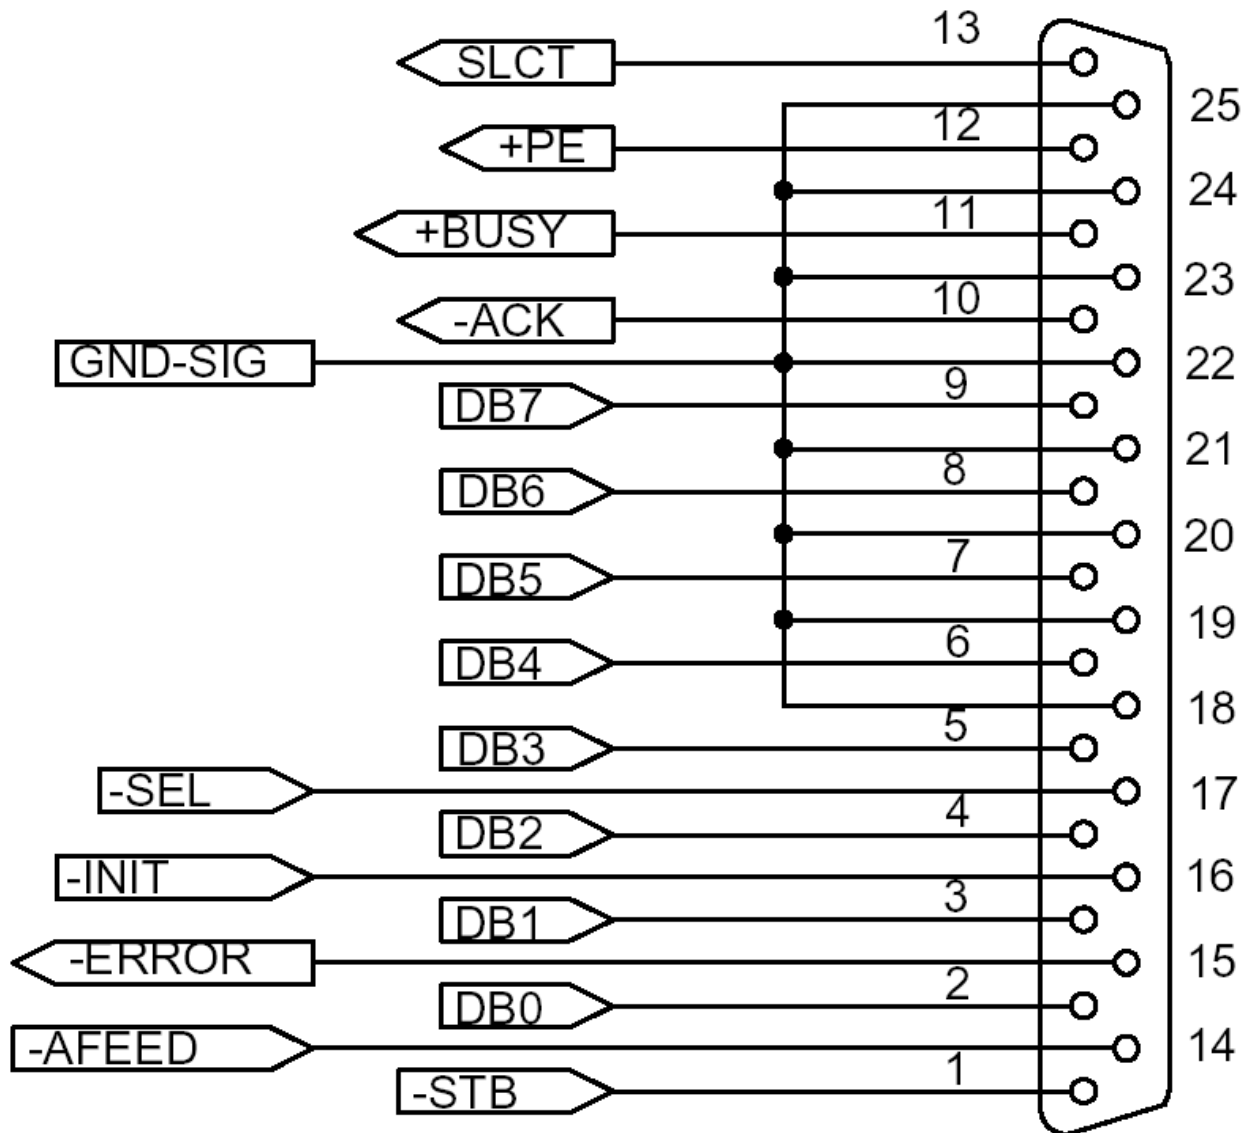 13
SLCT
25
12
+PE
24
11
+BUSY
23
10
-ACK
GND-SIG
22
9
DB7
21
8
DB6
20
7
DB5
19
6
DB4
18
5
DB3
-SEL
17
4
DB2
-INIT
16
3
DB1
-ERROR
15
2
DB0
-AFEED
14
1
-STB